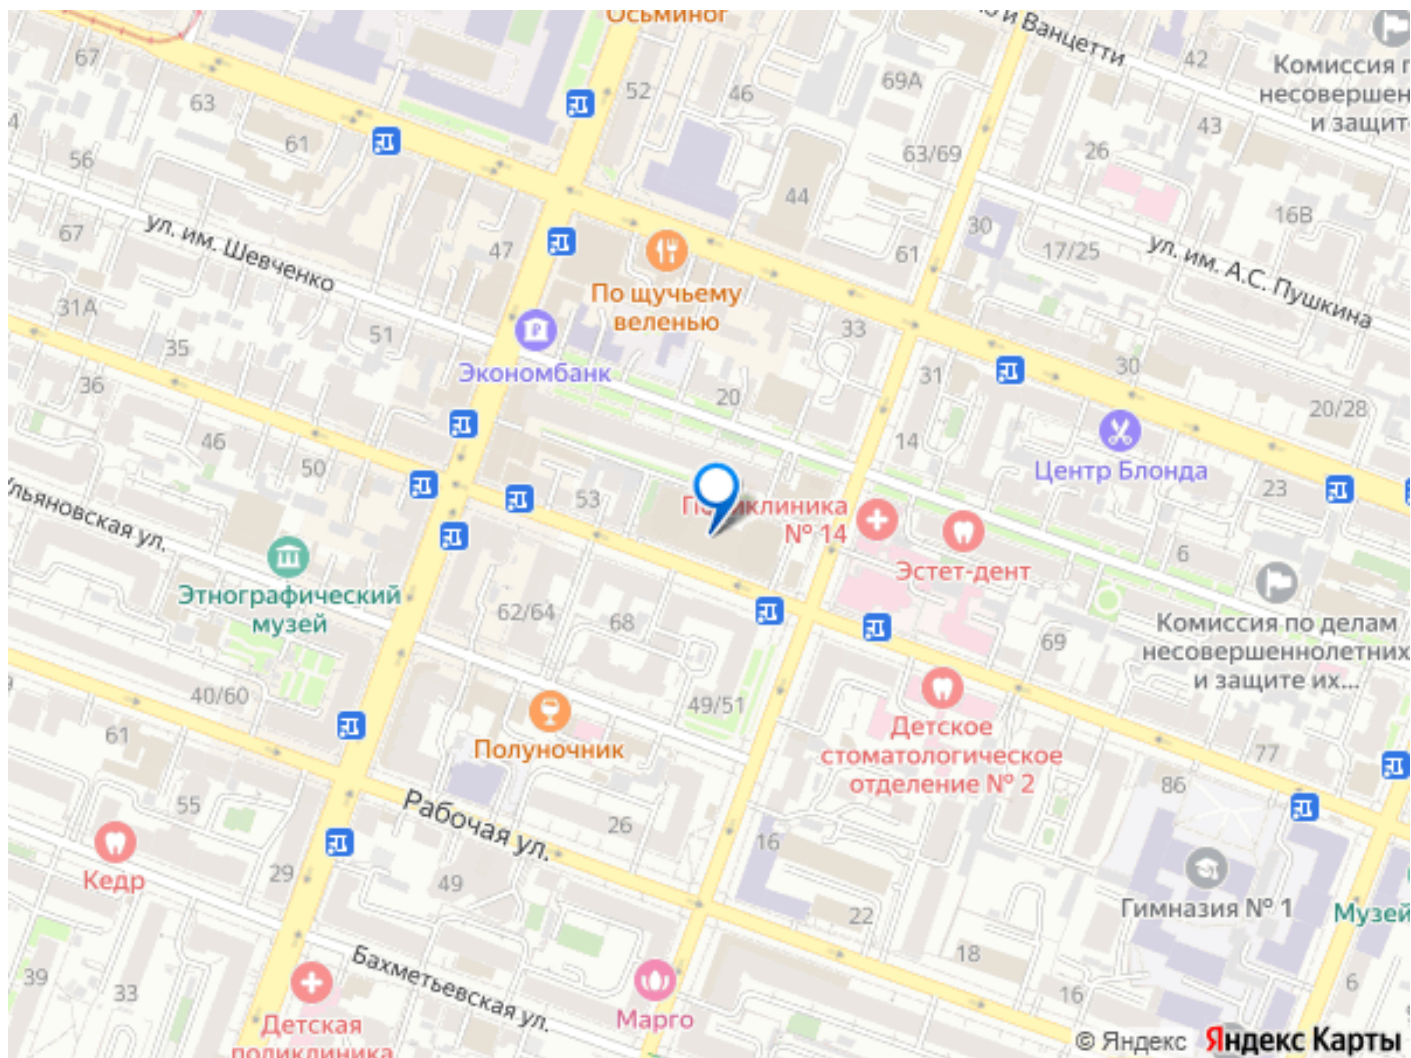 Осьминог
и Ванцетти
67
52
46
69А
42
Комиссия п
несовершен
и защит
63
43
61
63/69
26
56
44
16В
ул. им. Шевченко
67
47
30
17/25
ул. им. А.С. Пушкина
61
По щучьему
веленью
31А
51
33
35
Экономбанк
31
30
36
20
20/28
46
14
Центр Блонда
50
53
23
льяновская ул.
Поликлиника
№ 14
6
Эстет-дент
Этнографический
музей
62/64
68
69
Комиссия по делам
несовершеннолетних
и защите их...
40/60
49/51
61
Полуночник
Детское
стоматологическое
отделение № 2
77
86
55
Рабочая ул.
26
16
Кедр
29
49
22
Гимназия № 1
Музей
18
39
33
Бахметьевская ул.
16
6
Марго
Детская
поликлиника
© Яндекс Яндекс Карты